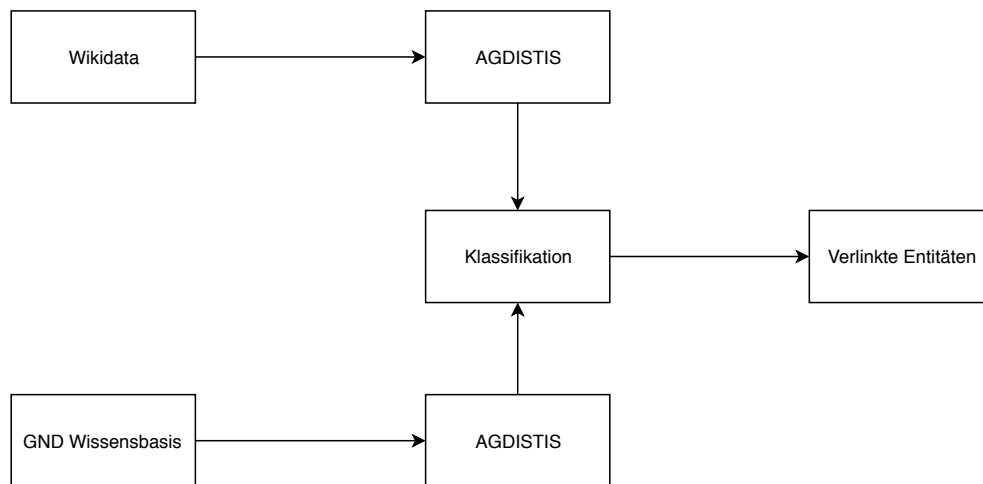 Wikidata
AGDISTIS
Klassifikation
Verlinkte Entitäten
GND Wissensbasis
AGDISTIS